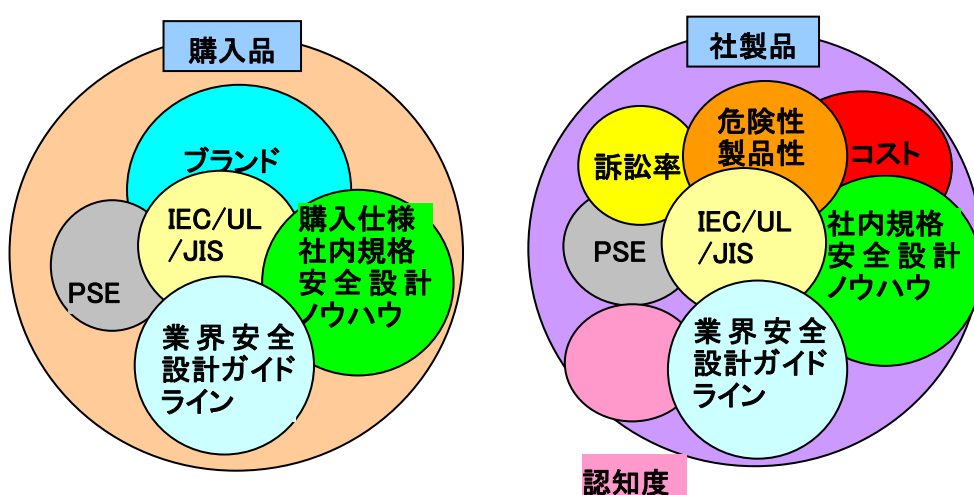 購入品
ブランド
IEC/UL
/JIS
購入仕様
社内規格
安全設計
ノウハウ
PSE
業界安全
設計ガイド
ライン
社製品
危険性
製品性
コスト
訴訟率
IEC/UL
/JIS
社内規格
安全設計
ノウハウ
PSE
業界安全
設計ガイド
ライン
認知度